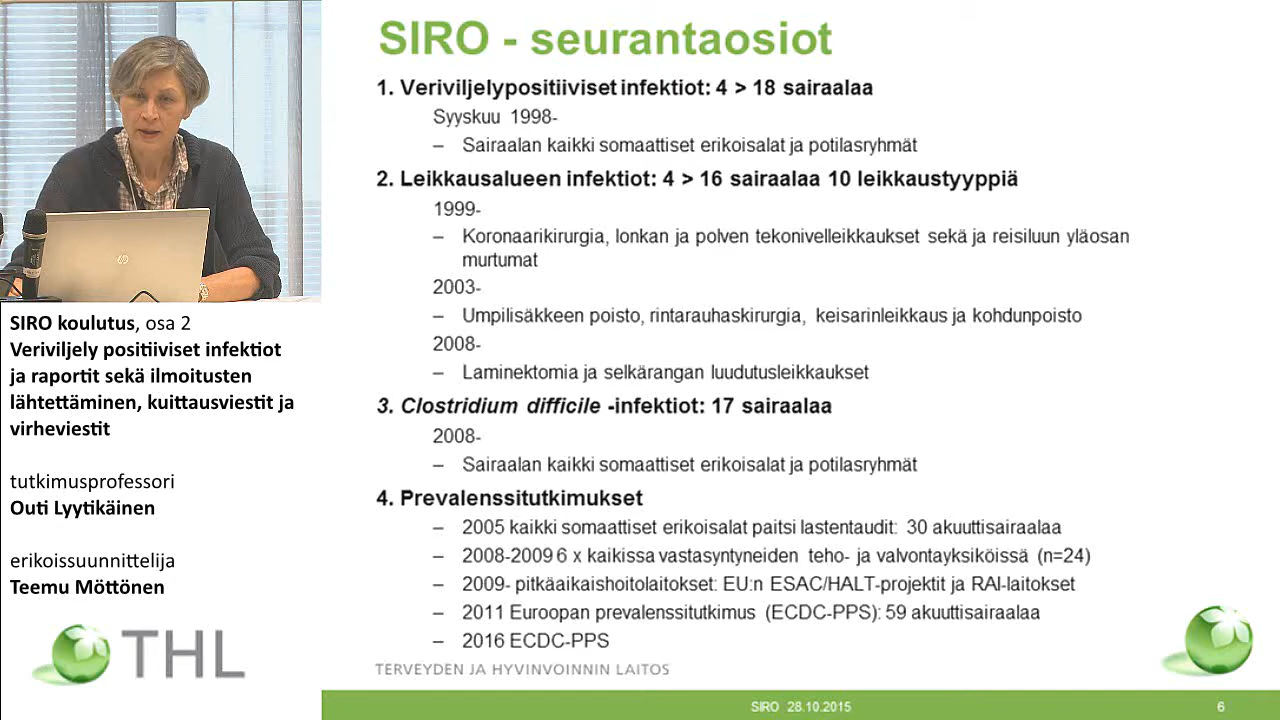 SIRO - seurantaosiot
1. Veriviljelypositiiviset infektiot: 4 > 18 sairaalaa
Syyskuu 1998-
– Sairaalan kaikki somaattiset erikoisalat ja potilasryhmät
2. Leikkausalueen infektiot: 4 > 16 sairaalaa 10 leikkaustyyppiä
1999-
– Koronaarikirurgia, lonkan ja polven tekonivelleikkaukset sekä ja reisiluun yläosan
murtumat
2003-
– Umpilisäkkeen poisto, rintarauhaskirurgia, keisarinleikkaus ja kohdunpoisto
2008-
– Laminektomia ja selkärangan luudutusleikkaukset
3. Clostridium difficile -infektiot: 17 sairaalaa
2008-
– Sairaalan kaikki somaattiset erikoisalat ja potilasryhmät
4. Prevalenssitutkimukset
– 2005 kaikki somaattiset erikoisalat paitsi lastentaudit: 30 akuuttisairaalaa
– 2008-2009 6 x kaikissa vastasyntyneiden teho- ja valvontayksiköissä (n=24)
– 2009- pitkäaikaishoitolaitokset: EU:n ESAC/HALT-projektit ja RAI-laitokset
– 2011 Euroopan prevalenssitutkimus (ECDC-PPS): 59 akuuttisairaalaa
– 2016 ECDC-PPS
TERVEYDEN JA HYVINVOINNIN LAITOS
SIRO 28.10.2015
6
hp
SIRO koulutus, osa 2
Veriviljely positiiviset infektiot
ja raportit sekä ilmoitusten
lähtettäminen, kuittausviestit ja
virheviestit
tutkimusprofessori
Outi Lyytikäinen
erikoissuunnittelija
Teemu Möttönen
THL